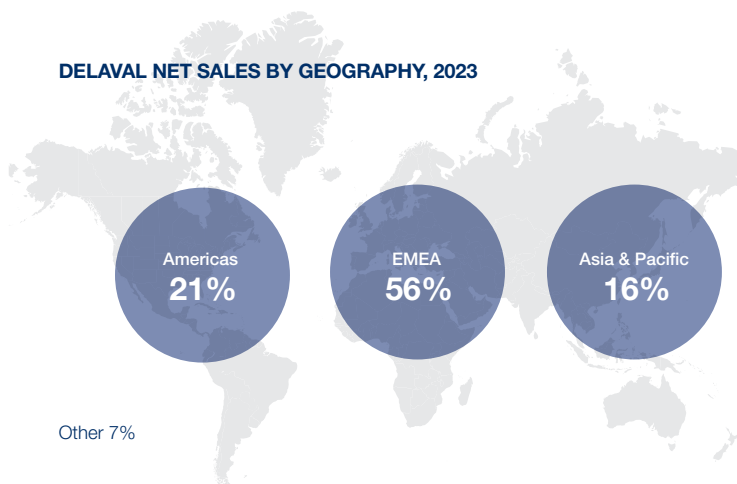 DELAVAL NET SALES BY GEOGRAPHY, 2023
Americas
21%
EMEA
56%
Asia & Pacific
16%
Other 7%